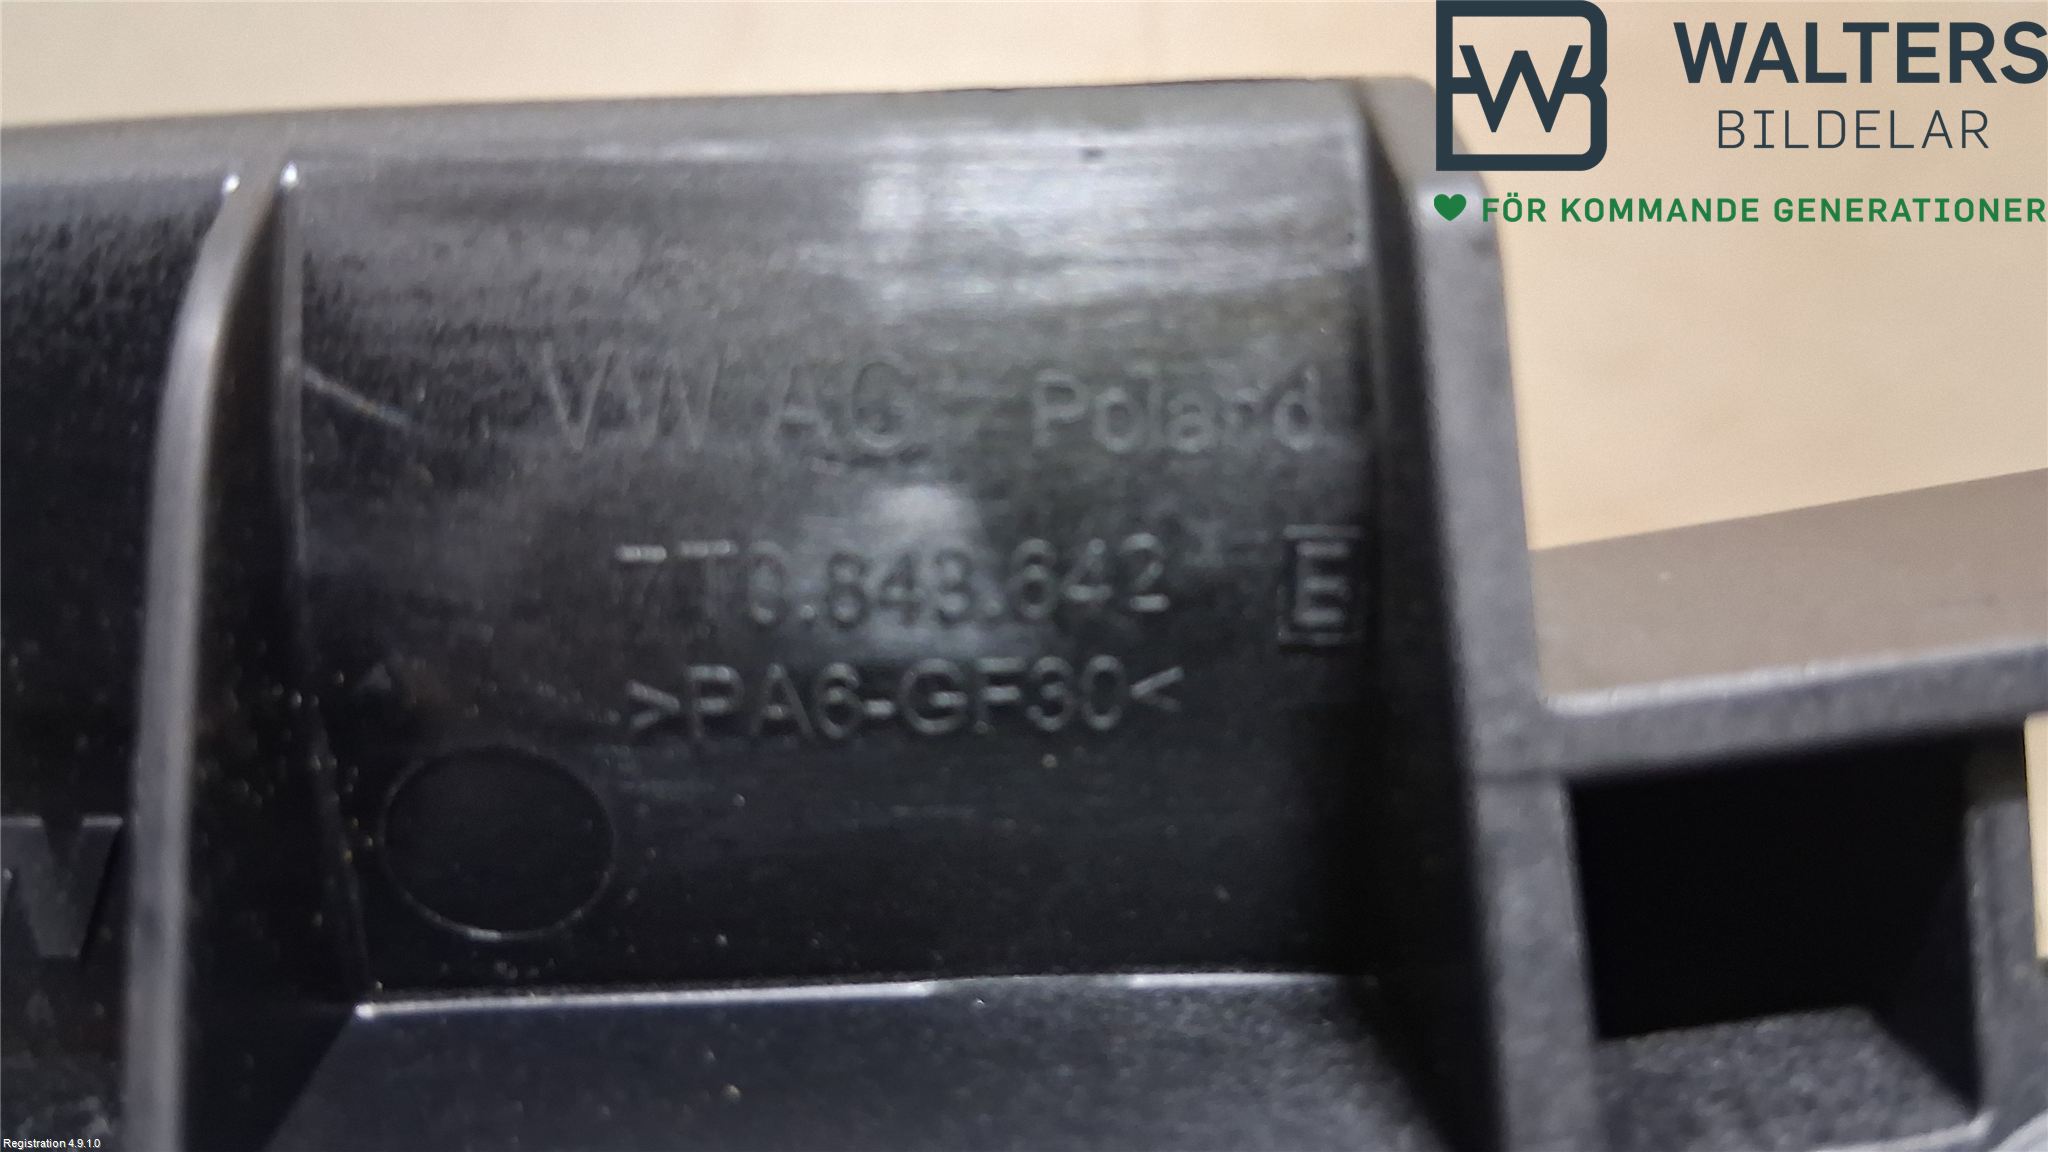 WALTERS
BILDELAR
FÖR KOMMANDE GENERATIONER
VW AG Poland
7T0.843.642 E
>PA6-GF30<
Registration 4.9.1.0